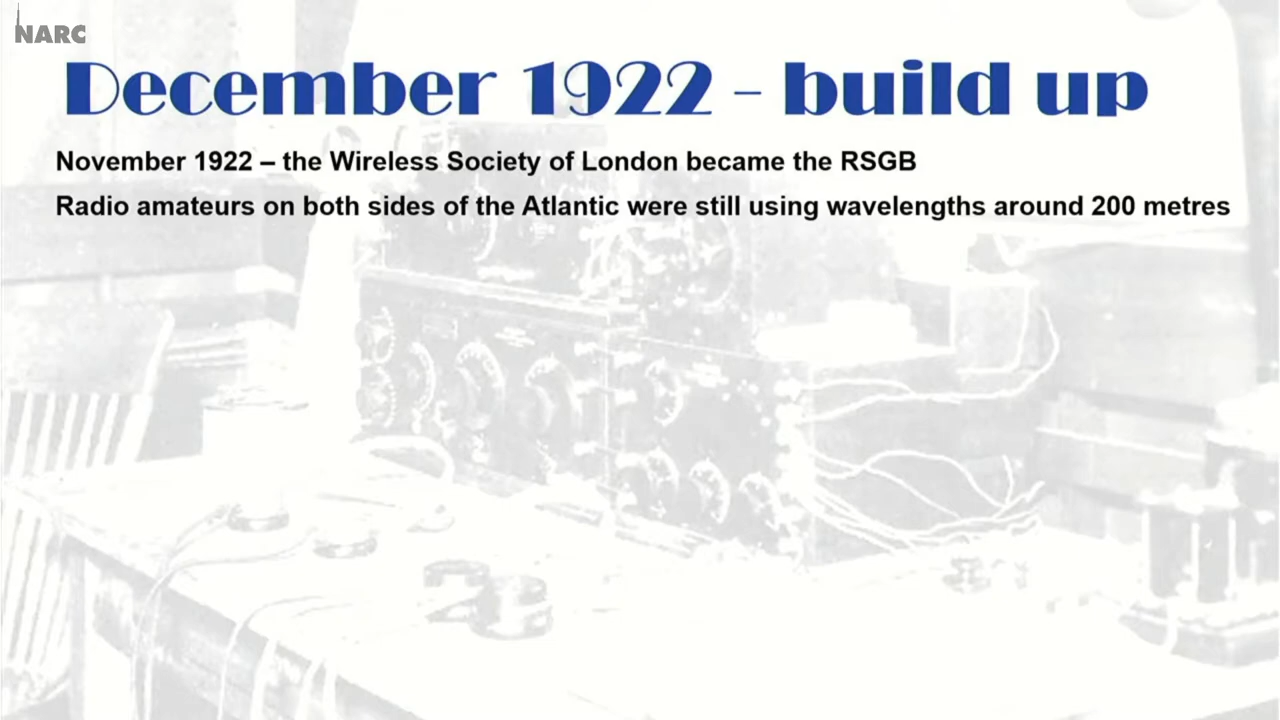 NARC
December 1922 - build up
November 1922 – the Wireless Society of London became the RSGB
Radio amateurs on both sides of the Atlantic were still using wavelengths around 200 metres